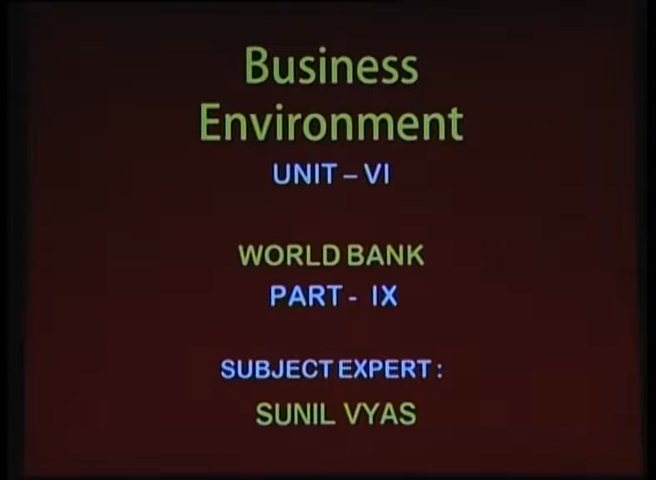 Business
Environment
UNIT – VI
WORLD BANK
PART - IX
SUBJECT EXPERT :
SUNIL VYAS